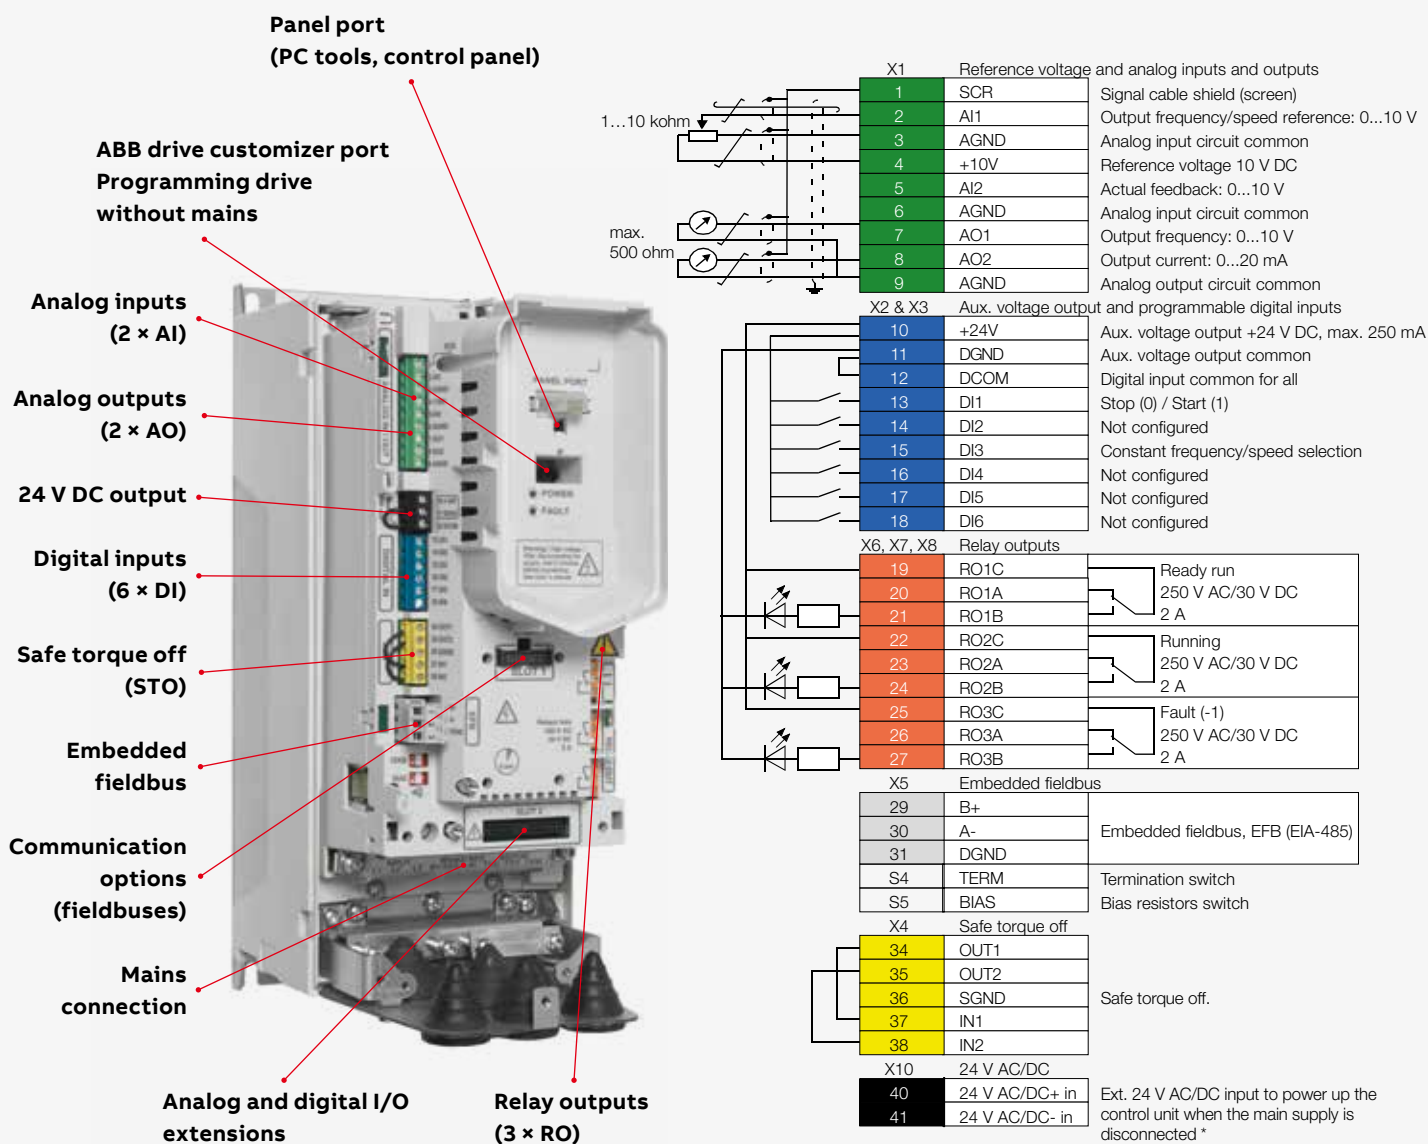 Panel port
(PC tools, control panel)
ABB drive customizer port
Programming drive
without mains
Analog inputs
(2 × AI)
Analog outputs
(2 × AO)
24 V DC output
Digital inputs
(6 × DI)
Safe torque off
(STO)
Embedded
fieldbus
Communication
options
(fieldbuses)
Mains
connection
Analog and digital I/O
extensions
Relay outputs
(3 × RO)
PANEL PORT
POWER
FAULT
SLOT 1
1...10 kohm
max.
500 ohm
X1 Reference voltage and analog inputs and outputs
1 SCR Signal cable shield (screen)
2 AI1 Output frequency/speed reference: 0...10 V
3 AGND Analog input circuit common
4 +10V Reference voltage 10 V DC
5 AI2 Actual feedback: 0...10 V
6 AGND Analog input circuit common
7 AO1 Output frequency: 0...10 V
8 AO2 Output current: 0...20 mA
9 AGND Analog output circuit common
X2 & X3 Aux. voltage output and programmable digital inputs
10 +24V Aux. voltage output +24 V DC, max. 250 mA
11 DGND Aux. voltage output common
12 DCOM Digital input common for all
13 DI1 Stop (0) / Start (1)
14 DI2 Not configured
15 DI3 Constant frequency/speed selection
16 DI4 Not configured
17 DI5 Not configured
18 DI6 Not configured
X6, X7, X8 Relay outputs
19 RO1C Ready run
20 RO1A 250 V AC/30 V DC
21 RO1B 2 A
22 RO2C Running
23 RO2A 250 V AC/30 V DC
24 RO2B 2 A
25 RO3C Fault (-1)
26 RO3A 250 V AC/30 V DC
27 RO3B 2 A
X5 Embedded fieldbus
29 B+
30 A- Embedded fieldbus, EFB (EIA-485)
31 DGND
S4 TERM Termination switch
S5 BIAS Bias resistors switch
X4 Safe torque off
34 OUT1
35 OUT2
36 SGND Safe torque off.
37 IN1
38 IN2
X10 24 V AC/DC
40 24 V AC/DC+ in Ext. 24 V AC/DC input to power up the
41 24 V AC/DC- in control unit when the main supply is
disconnected *